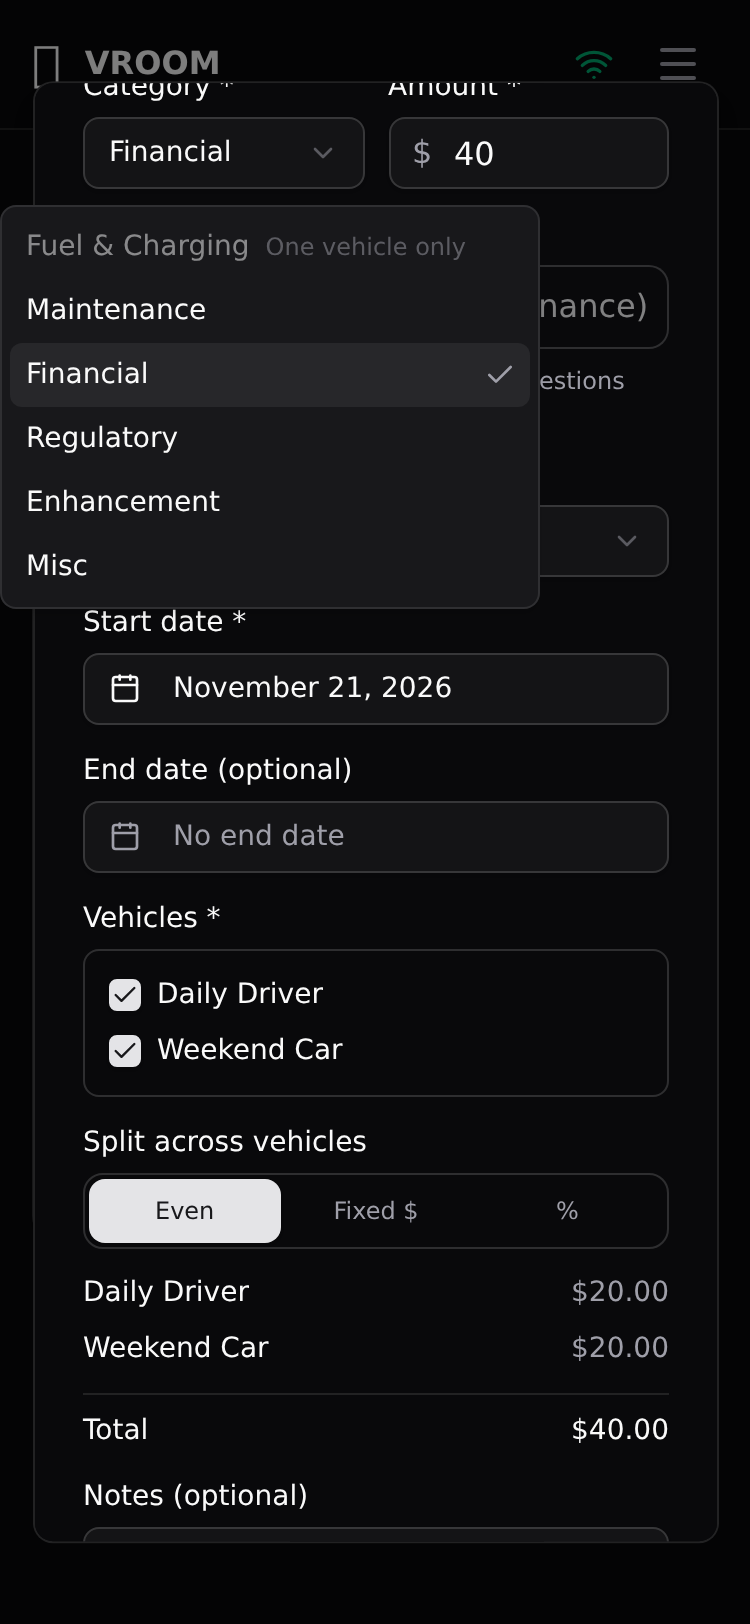 VROOM
Category * Amount *
Financial $ 40
Fuel & Charging One vehicle only
Maintenance
nance)
Financial
estions
Regulatory
Enhancement
Misc
Start date *
November 21, 2026
End date (optional)
No end date
Vehicles *
Daily Driver
Weekend Car
Split across vehicles
Even Fixed $ %
Daily Driver $20.00
Weekend Car $20.00
Total $40.00
Notes (optional)